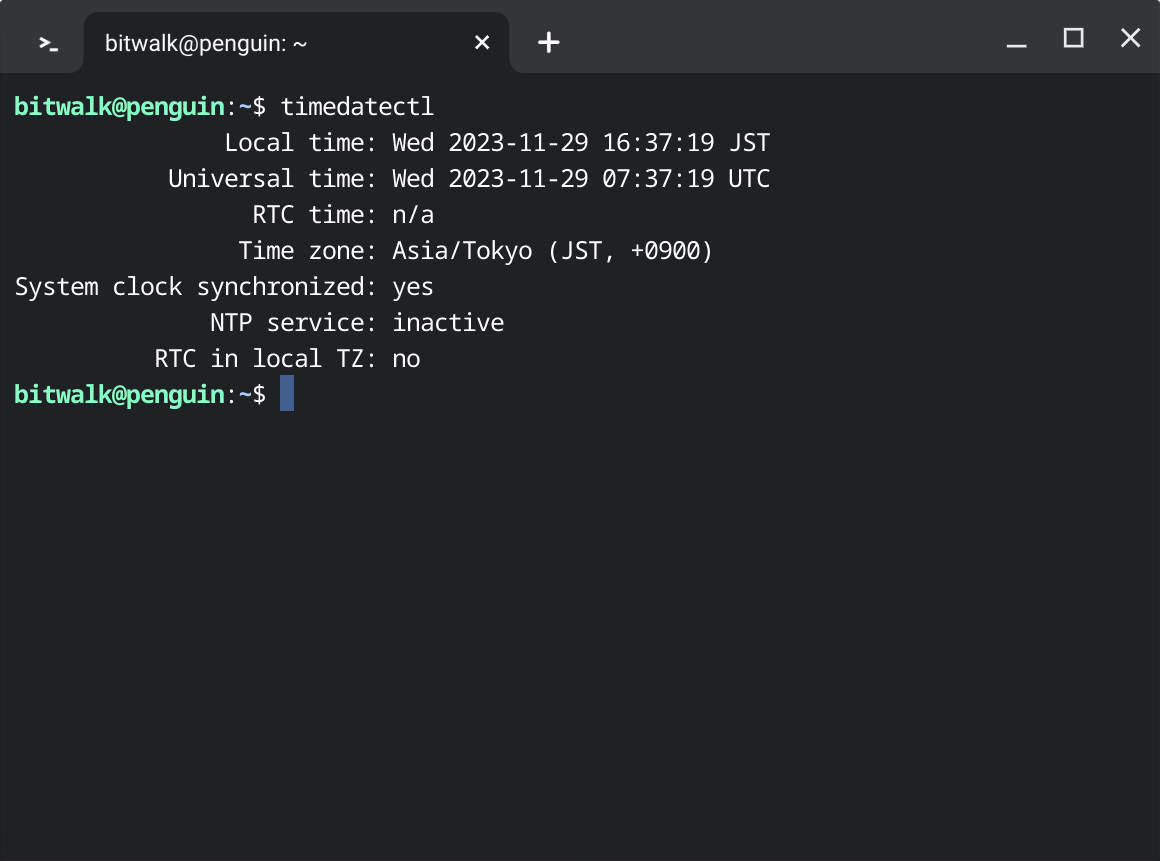 bitwalk@penguin: ~
bitwalk@penguin:~$ timedatectl
Local time: Wed 2023-11-29 16:37:19 JST
Universal time: Wed 2023-11-29 07:37:19 UTC
RTC time: n/a
Time zone: Asia/Tokyo (JST, +0900)
System clock synchronized: yes
NTP service: inactive
RTC in local TZ: no
bitwalk@penguin:~$